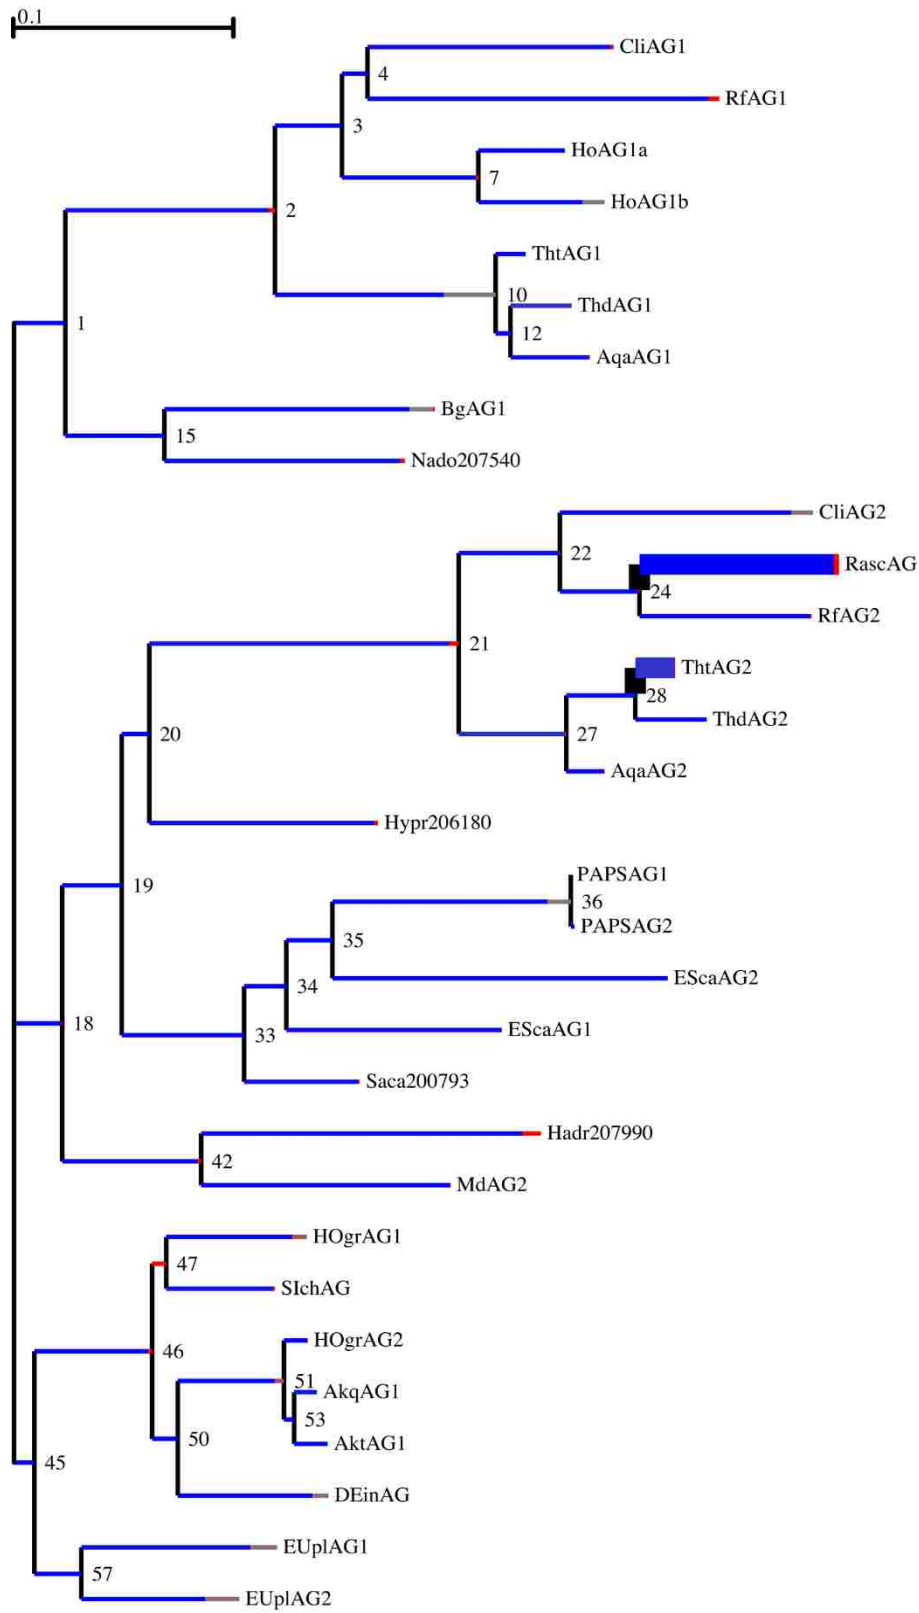 0.1
CliAG1
4
RfAG1
3
HoAG1a
7
HoAG1b
2
ThtAG1
10
ThdAG1
12
AqaAG1
1
BgAG1
15
Nado207540
CliAG2
22
RascAG
24
RfAG2
21
ThtAG2
28
ThdAG2
20
27
AqaAG2
Hypr206180
PAPSAG1
19
36
PAPSAG2
35
EScaAG2
34
18
33
EScaAG1
Saca200793
Hadr207990
42
MdAG2
HOgrAG1
47
SIchAG
HOgrAG2
46
51
AkqAG1
53
50
AktAG1
45
DEinAG
EUplAG1
57
EUplAG2